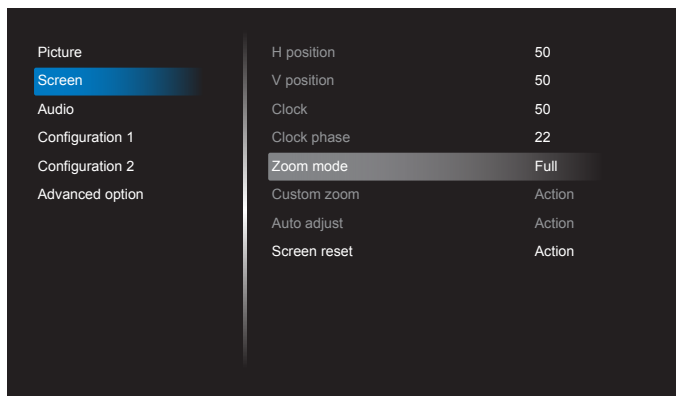 Picture
Screen
Audio
Configuration 1
Configuration 2
Advanced option
H position 50
V position 50
Clock 50
Clock phase 22
Zoom mode Full
Custom zoom Action
Auto adjust Action
Screen reset Action